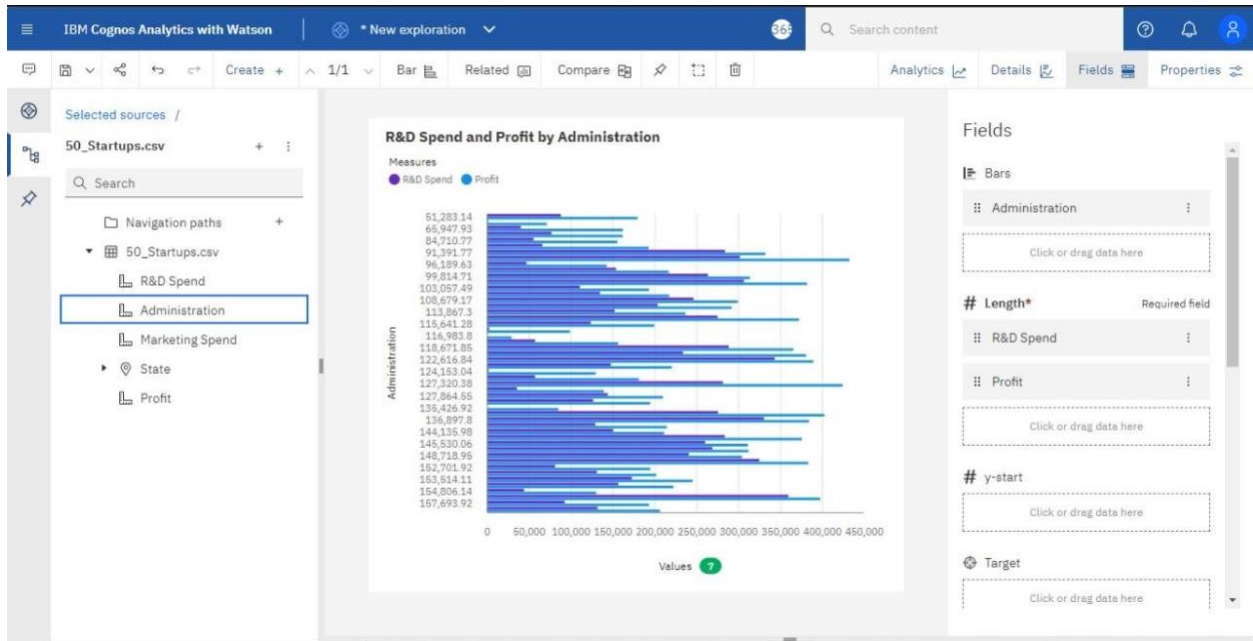 IBM Cognos Analytics with Watson
* New exploration
Search content
Create +
1/1
Bar
Related
Compare
Analytics
Details
Fields
Properties
Selected sources /
50_Startups.csv
Search
Navigation paths
50_Startups.csv
R&D Spend
Administration
Marketing Spend
State
Profit
R&D Spend and Profit by Administration
Measures
R&D Spend
Profit
Administration
51,283.14
65,947.93
84,710.77
91,391.77
96,189.63
99,814.71
103,057.49
108,679.17
113,867.3
115,641.28
116,983.8
118,671.85
122,616.84
124,153.04
127,320.38
127,864.55
135,426.92
136,897.8
144,135.98
145,530.06
148,718.95
152,701.92
153,514.11
154,806.14
157,693.92
0 50,000 100,000 150,000 200,000 250,000 300,000 350,000 400,000 450,000
Values 7
Fields
Bars
Administration
Click or drag data here
# Length* Required field
R&D Spend
Profit
Click or drag data here
# y-start
Click or drag data here
Target
Click or drag data here